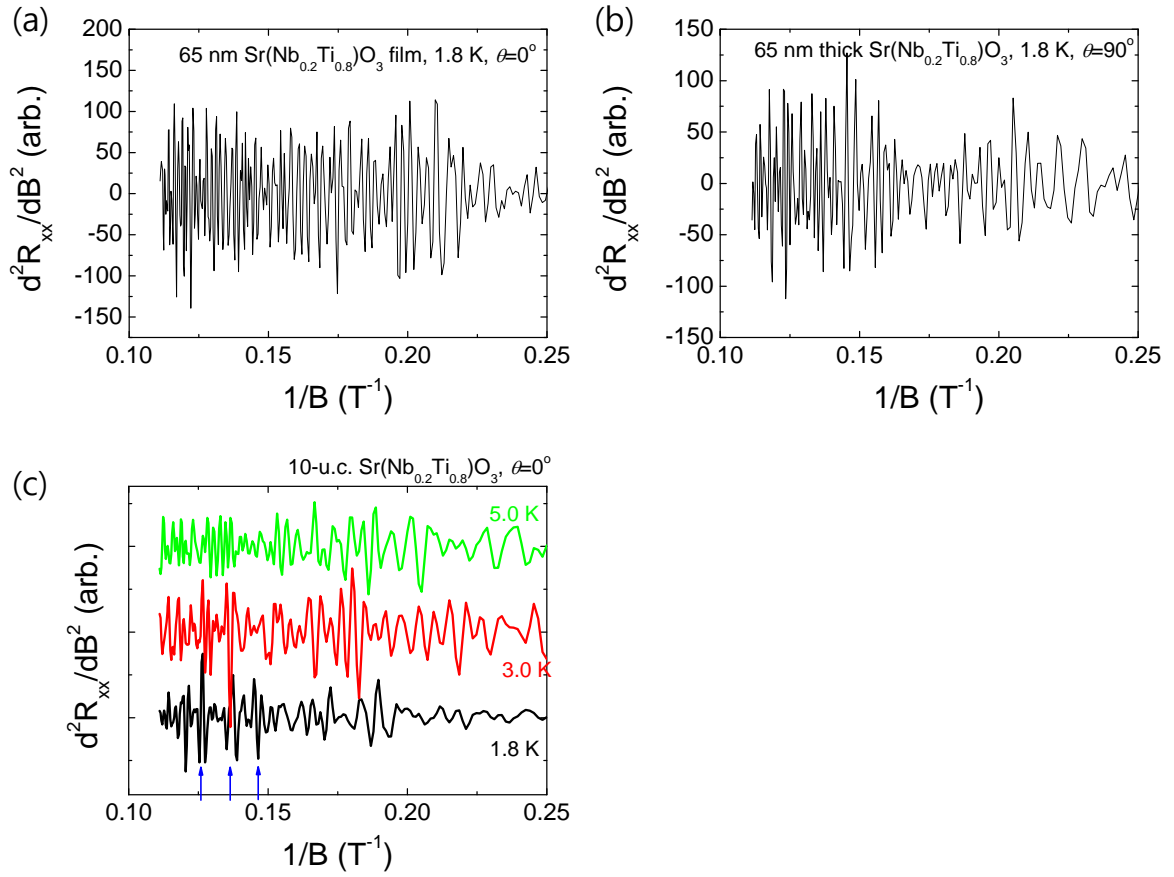 (a)
200
150
100
50
0
-50
-100
-150
d²Rₓₓ/dB² (arb.)
65 nm Sr(Nb₀.₂Ti₀.₈)O₃ film, 1.8 K, θ=0°
0.10 0.15 0.20 0.25
1/B (T⁻¹)
(b)
150
100
50
0
-50
-100
-150
d²Rₓₓ/dB² (arb.)
65 nm thick Sr(Nb₀.₂Ti₀.₈)O₃, 1.8 K, θ=90°
0.10 0.15 0.20 0.25
1/B (T⁻¹)
(c)
10-u.c. Sr(Nb₀.₂Ti₀.₈)O₃, θ=0°
d²Rₓₓ/dB² (arb.)
5.0 K
3.0 K
1.8 K
0.10 0.15 0.20 0.25
1/B (T⁻¹)